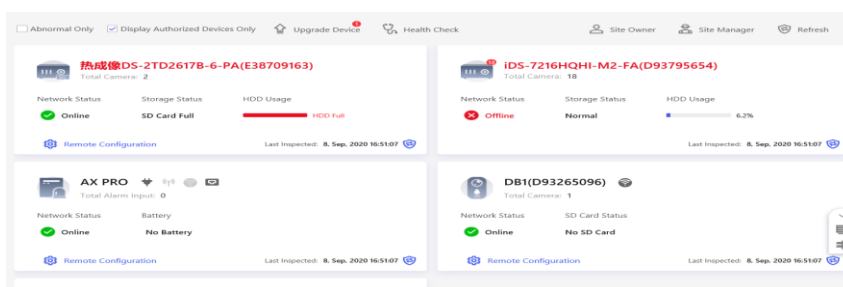 Abnormal Only Display Authorized Devices Only Upgrade Device Health Check Site Owner Site Manager Refresh
热成像DS-2TD2617B-6-PA(E38709163)
Total Camera: 2
Network Status Storage Status HDD Usage
Online SD Card Full HDD Full
Remote Configuration Last Inspected: 8, Sep, 2020 16:51:07
iDS-7216HQHI-M2-FA(D93795654)
Total Camera: 18
Network Status Storage Status HDD Usage
Offline Normal 6.2%
Remote Configuration Last Inspected: 8, Sep, 2020 16:51:07
AX PRO
Total Alarm Input: 0
Network Status Battery
Online No Battery
Remote Configuration Last Inspected: 8, Sep, 2020 16:51:07
DB1(D93265096)
Total Camera: 1
Network Status SD Card Status
Online No SD Card
Remote Configuration Last Inspected: 8, Sep, 2020 16:51:07